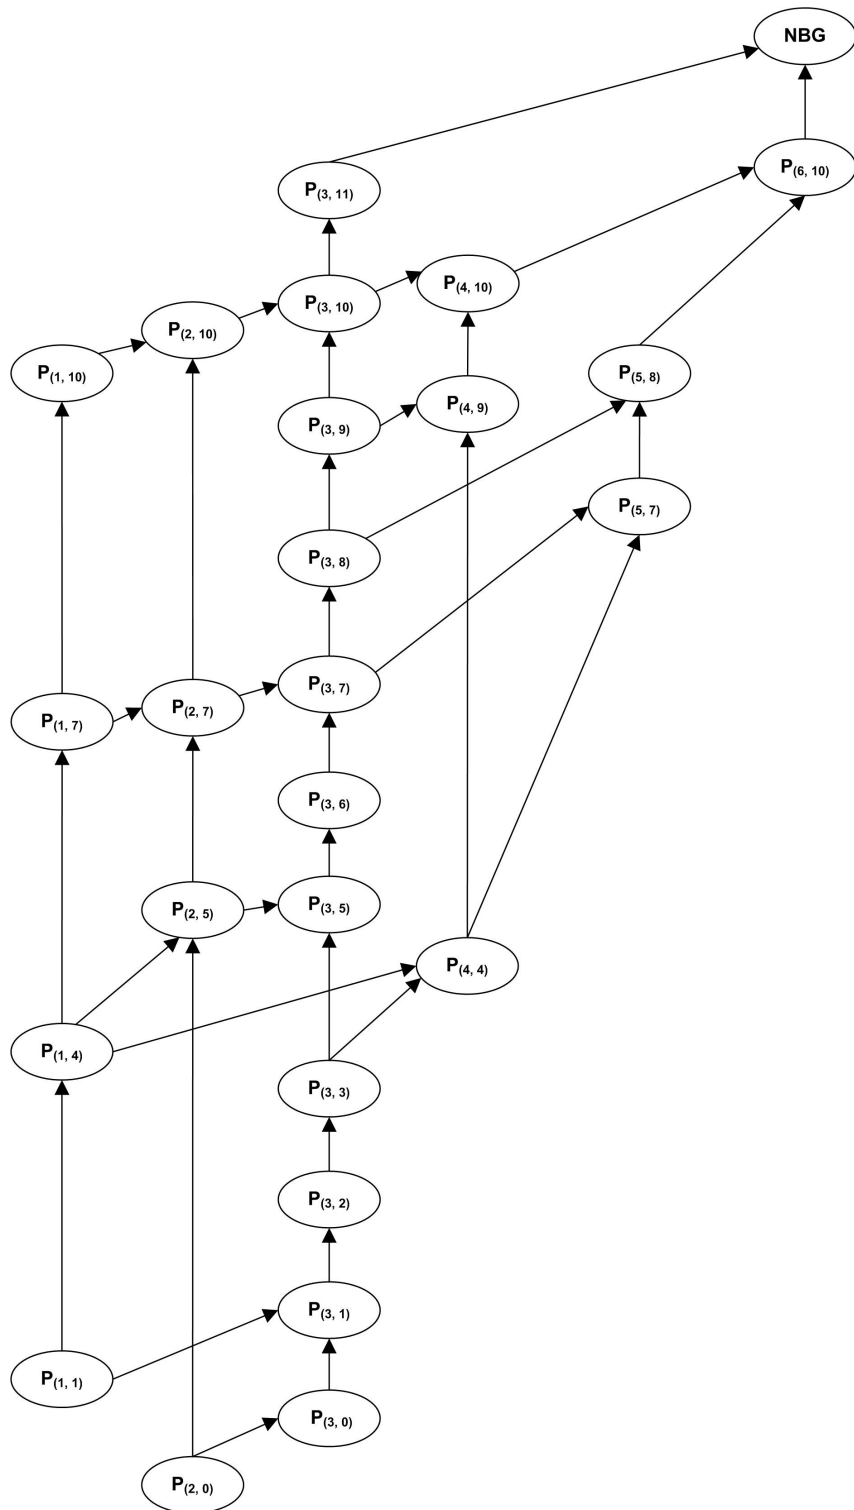 NBG
P(6, 10)
P(3, 11)
P(4, 10)
P(3, 10)
P(2, 10)
P(1, 10)
P(5, 8)
P(4, 9)
P(3, 9)
P(5, 7)
P(3, 8)
P(3, 7)
P(2, 7)
P(1, 7)
P(3, 6)
P(3, 5)
P(2, 5)
P(4, 4)
P(1, 4)
P(3, 3)
P(3, 2)
P(3, 1)
P(1, 1)
P(3, 0)
P(2, 0)